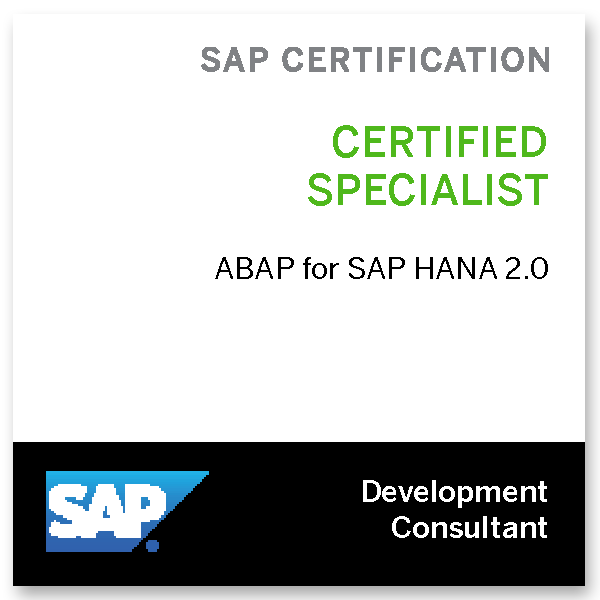 SAP CERTIFICATION
CERTIFIED
SPECIALIST
ABAP for SAP HANA 2.0
SAP
Development
Consultant